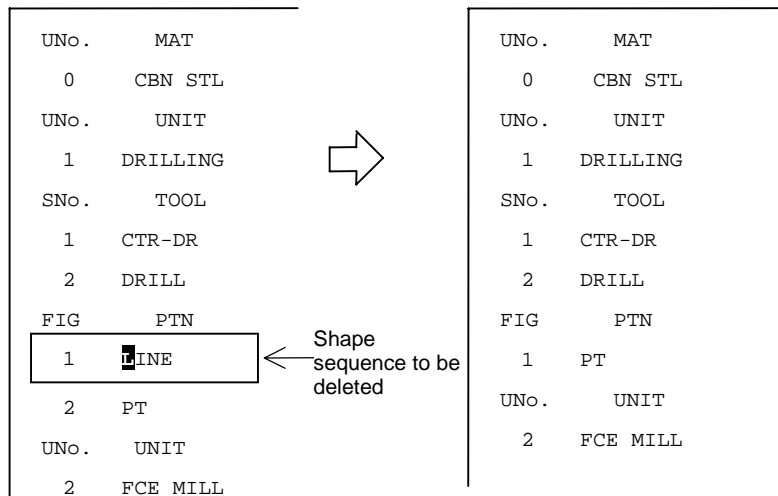 UNo. MAT
0 CBN STL
UNo. UNIT
1 DRILLING
SNo. TOOL
1 CTR-DR
2 DRILL
FIG PTN
1 LINE
2 PT
UNo. UNIT
2 FCE MILL
Shape
sequence to be
deleted
UNo. MAT
0 CBN STL
UNo. UNIT
1 DRILLING
SNo. TOOL
1 CTR-DR
2 DRILL
FIG PTN
1 PT
UNo. UNIT
2 FCE MILL